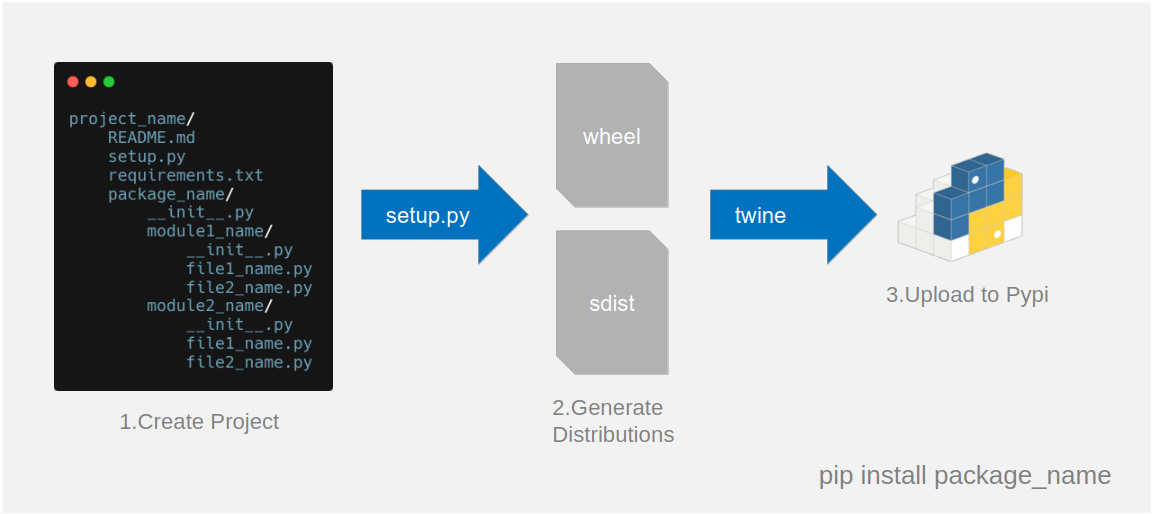 project_name/
README.md
setup.py
requirements.txt
package_name/
__init__.py
module1_name/
__init__.py
file1_name.py
file2_name.py
module2_name/
__init__.py
file1_name.py
file2_name.py
1.Create Project
setup.py
wheel
sdist
2.Generate
Distributions
twine
3.Upload to Pypi
pip install package_name